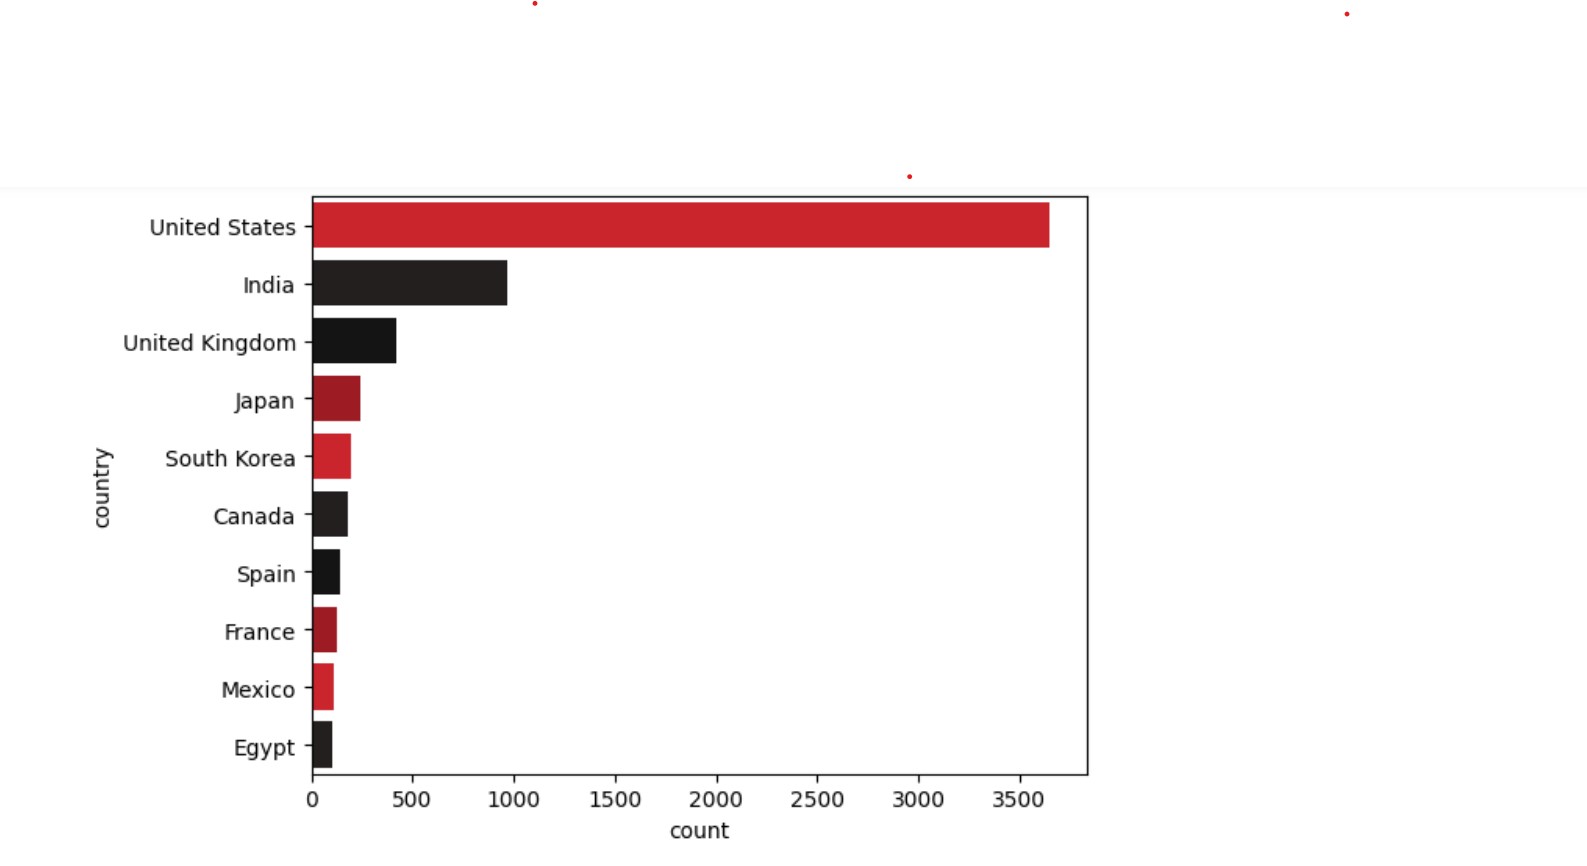 United States
India
United Kingdom
Japan
South Korea
Canada
Spain
France
Mexico
Egypt
country
0 500 1000 1500 2000 2500 3000 3500
count